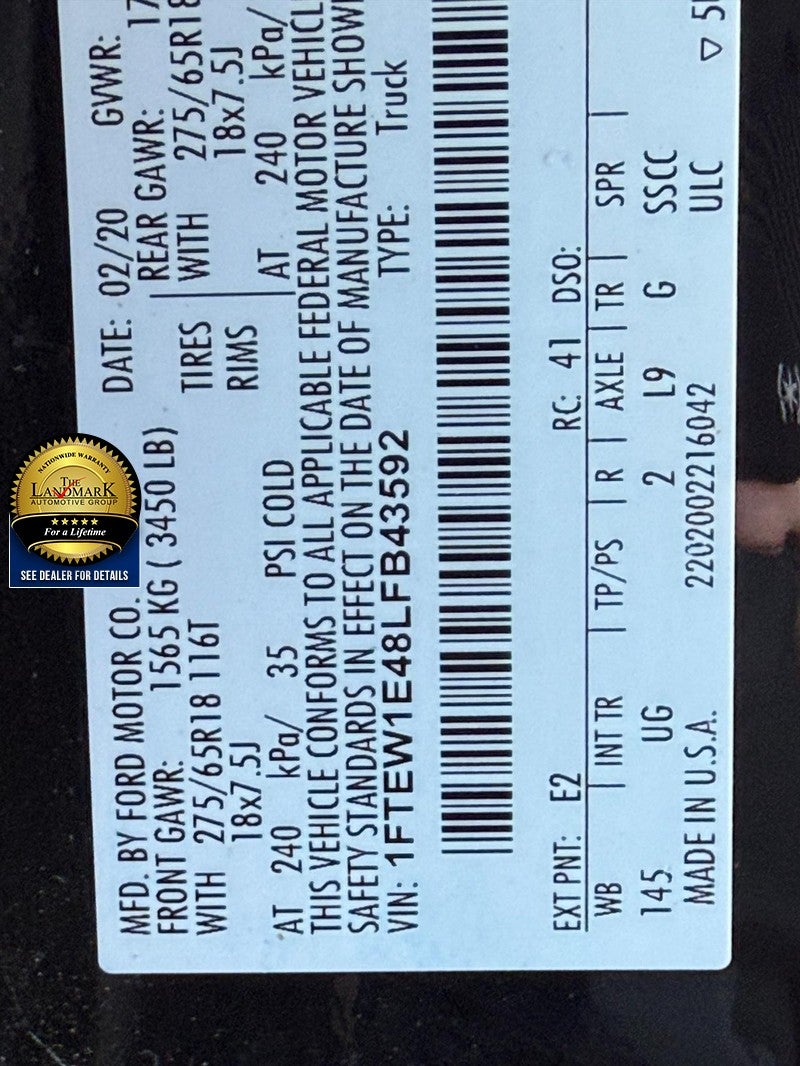 MFD. BY FORD MOTOR CO. DATE: 02/20 GVWR:
FRONT GAWR: 1565 KG ( 3450 LB) REAR GAWR: 17
WITH 275/65R18 116T TIRES WITH 275/65R18
18x7.5J RIMS 18x7.5J
AT 240 kPa/ 35 PSI COLD AT 240 kPa/
THIS VEHICLE CONFORMS TO ALL APPLICABLE FEDERAL MOTOR VEHICL
SAFETY STANDARDS IN EFFECT ON THE DATE OF MANUFACTURE SHOW
VIN: 1FTEW1E48LFB43592 TYPE: Truck
EXT PNT: E2 RC: 41 DSO:
WB | INT TR | TP/PS | R | AXLE | TR | SPR |
145 UG 2 L9 G SSCC
MADE IN U.S.A. 2202002216042 ULC ▽ 5
NATIONWIDE WARRANTY
THE
LANDMARK
AUTOMOTIVE GROUP
★★★★★
For a Lifetime
SEE DEALER FOR DETAILS